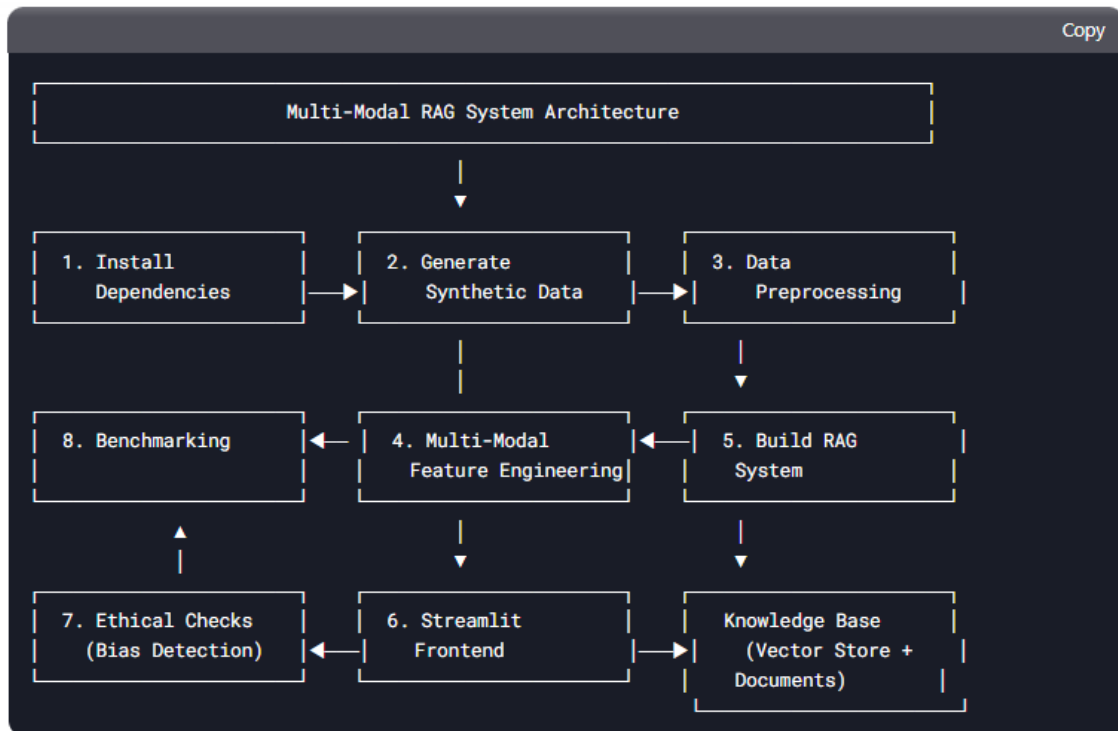 Copy
Multi-Modal RAG System Architecture
1. Install
Dependencies
2. Generate
Synthetic Data
3. Data
Preprocessing
8. Benchmarking
4. Multi-Modal
Feature Engineering
5. Build RAG
System
7. Ethical Checks
(Bias Detection)
6. Streamlit
Frontend
Knowledge Base
(Vector Store +
Documents)